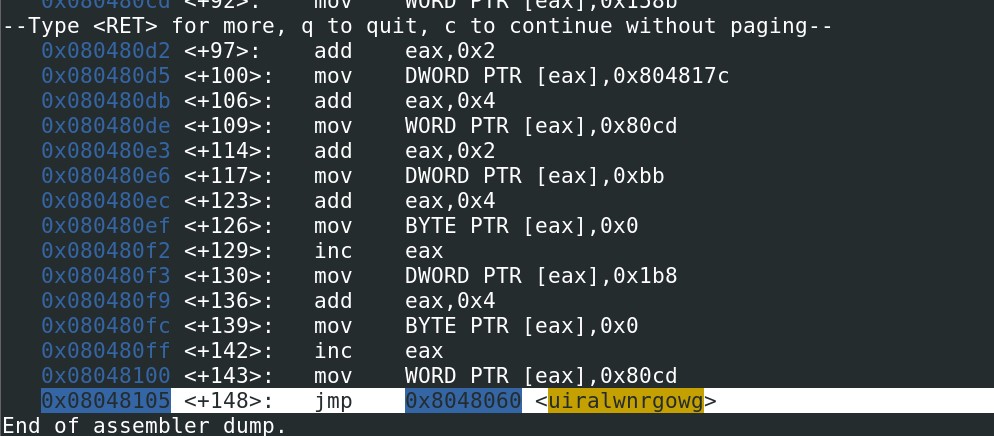 0x080480cd <+92>: mov WORD PTR [eax],0x158b
--Type <RET> for more, q to quit, c to continue without paging--
0x080480d2 <+97>: add eax,0x2
0x080480d5 <+100>: mov DWORD PTR [eax],0x804817c
0x080480db <+106>: add eax,0x4
0x080480de <+109>: mov WORD PTR [eax],0x80cd
0x080480e3 <+114>: add eax,0x2
0x080480e6 <+117>: mov DWORD PTR [eax],0xbb
0x080480ec <+123>: add eax,0x4
0x080480ef <+126>: mov BYTE PTR [eax],0x0
0x080480f2 <+129>: inc eax
0x080480f3 <+130>: mov DWORD PTR [eax],0x1b8
0x080480f9 <+136>: add eax,0x4
0x080480fc <+139>: mov BYTE PTR [eax],0x0
0x080480ff <+142>: inc eax
0x08048100 <+143>: mov WORD PTR [eax],0x80cd
0x08048105 <+148>: jmp 0x8048060 <uiralwnrgowg>
End of assembler dump.